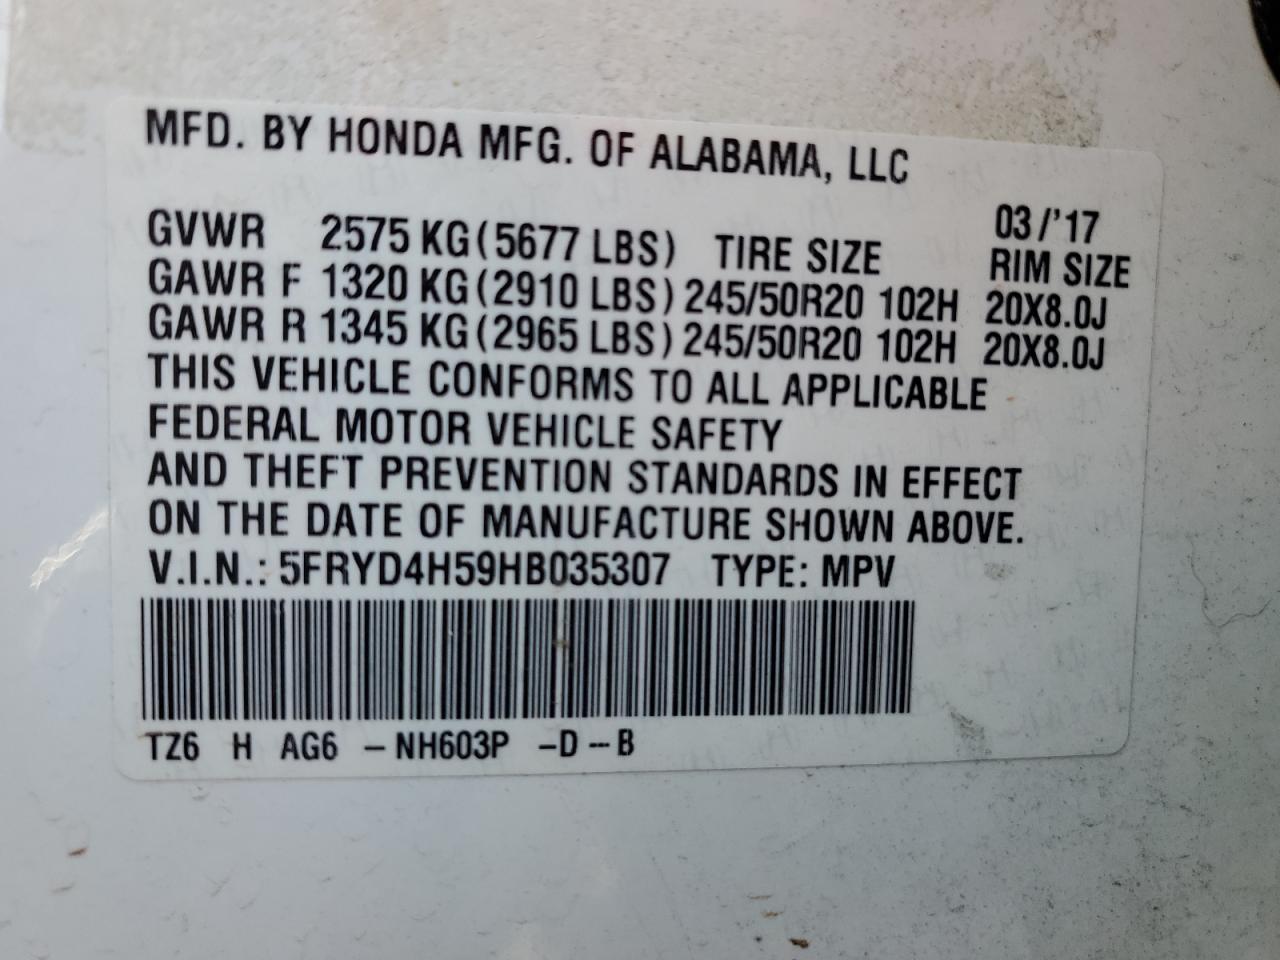 MFD. BY HONDA MFG. OF ALABAMA, LLC
03/'17
GVWR 2575 KG(5677 LBS) TIRE SIZE RIM SIZE
GAWR F 1320 KG(2910 LBS) 245/50R20 102H 20X8.0J
GAWR R 1345 KG(2965 LBS) 245/50R20 102H 20X8.0J
THIS VEHICLE CONFORMS TO ALL APPLICABLE
FEDERAL MOTOR VEHICLE SAFETY
AND THEFT PREVENTION STANDARDS IN EFFECT
ON THE DATE OF MANUFACTURE SHOWN ABOVE.
V.I.N.: 5FRYD4H59HB035307 TYPE: MPV
TZ6 H AG6 -NH603P -D--B